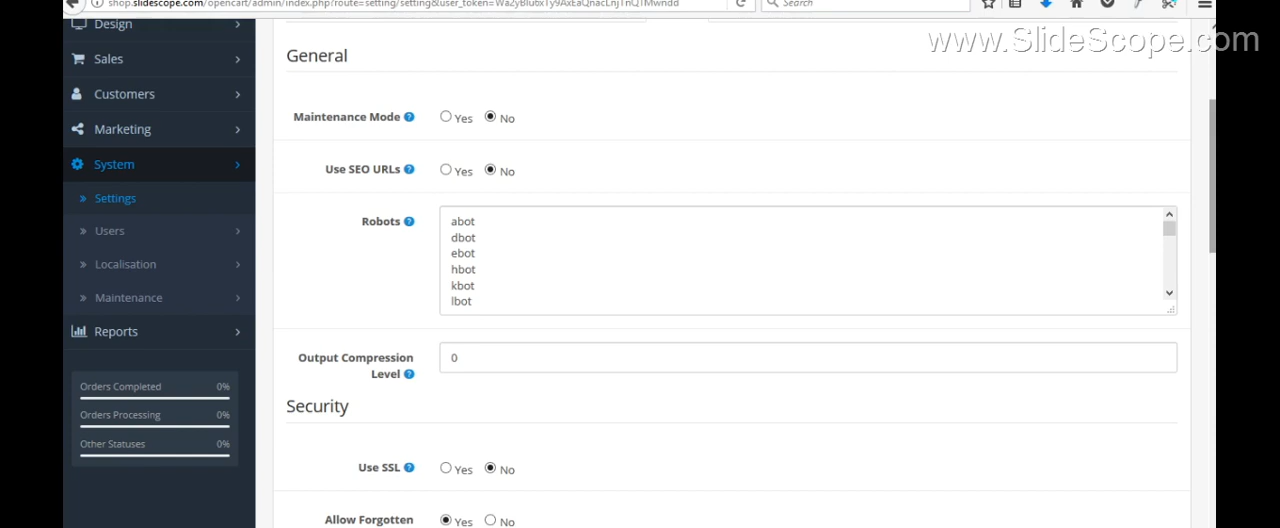 shop.slidescope.com/opencart/admin/index.php?route=setting/setting&user_token=
Search
www.SlideScope.com
Design
Sales
Customers
Marketing
System
Settings
Users
Localisation
Maintenance
Reports
Orders Completed 0%
Orders Processing 0%
Other Statuses 0%
General
Maintenance Mode Yes No
Use SEO URLs Yes No
Robots
abot
dbot
ebot
hbot
kbot
lbot
Output Compression
Level
0
Security
Use SSL Yes No
Allow Forgotten Yes No